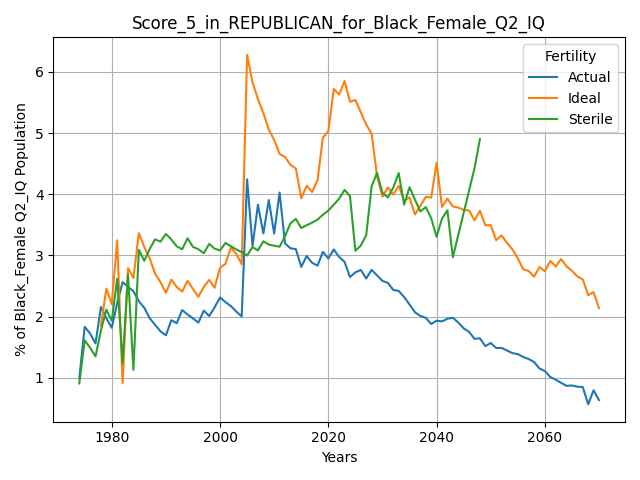 Score_5_in_REPUBLICAN_for_Black_Female_Q2_IQ
% of Black_Female Q2_IQ Population
6
5
4
3
2
1
Fertility
Actual
Ideal
Sterile
1980
2000
2020
2040
2060
Years